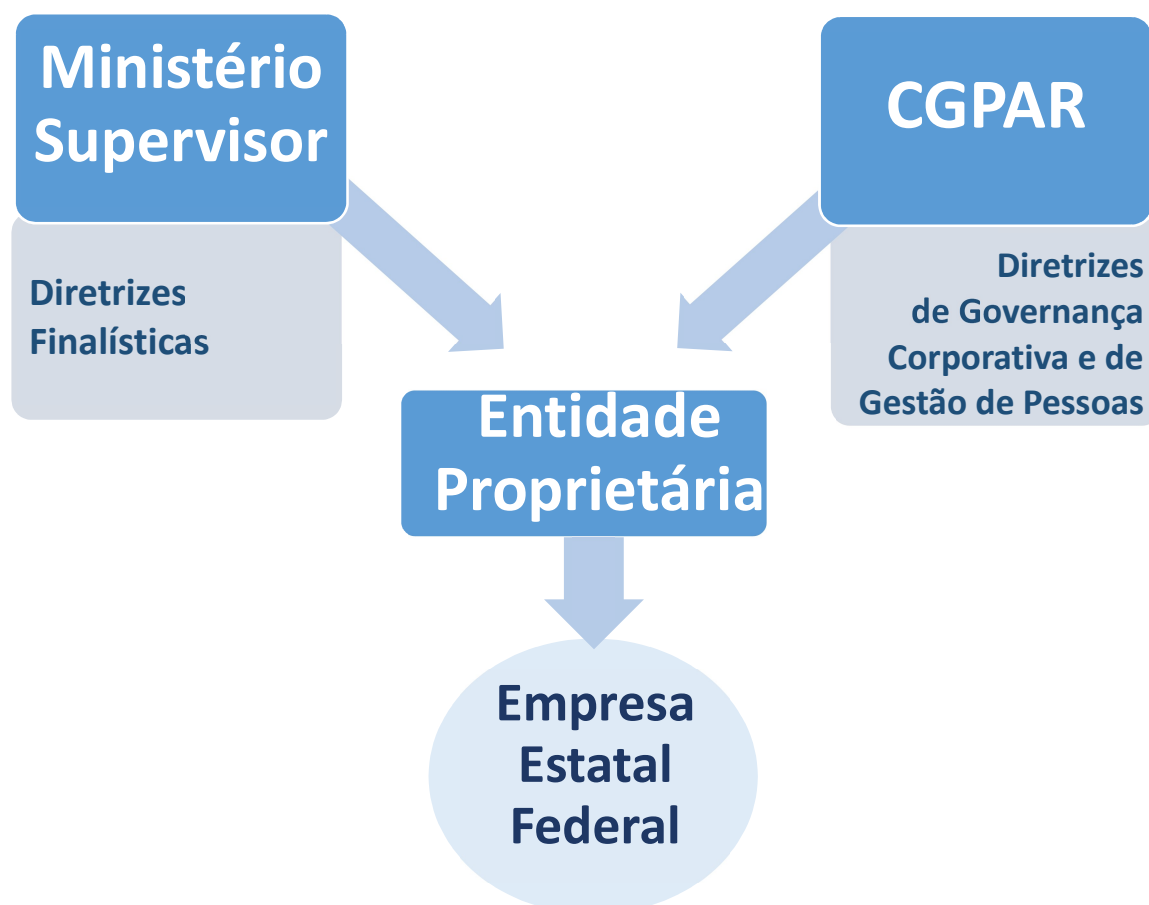 Ministério
Supervisor
Diretrizes
Finalísticas
CGPAR
Diretrizes
de Governança
Corporativa e de
Gestão de Pessoas
Entidade
Proprietária
Empresa
Estatal
Federal